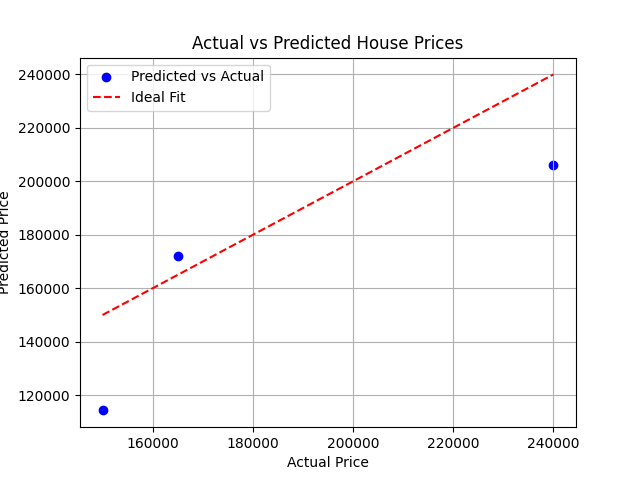 Actual vs Predicted House Prices
Predicted vs Actual
Ideal Fit
240000
220000
200000
180000
160000
140000
120000
Predicted Price
160000 180000 200000 220000 240000
Actual Price